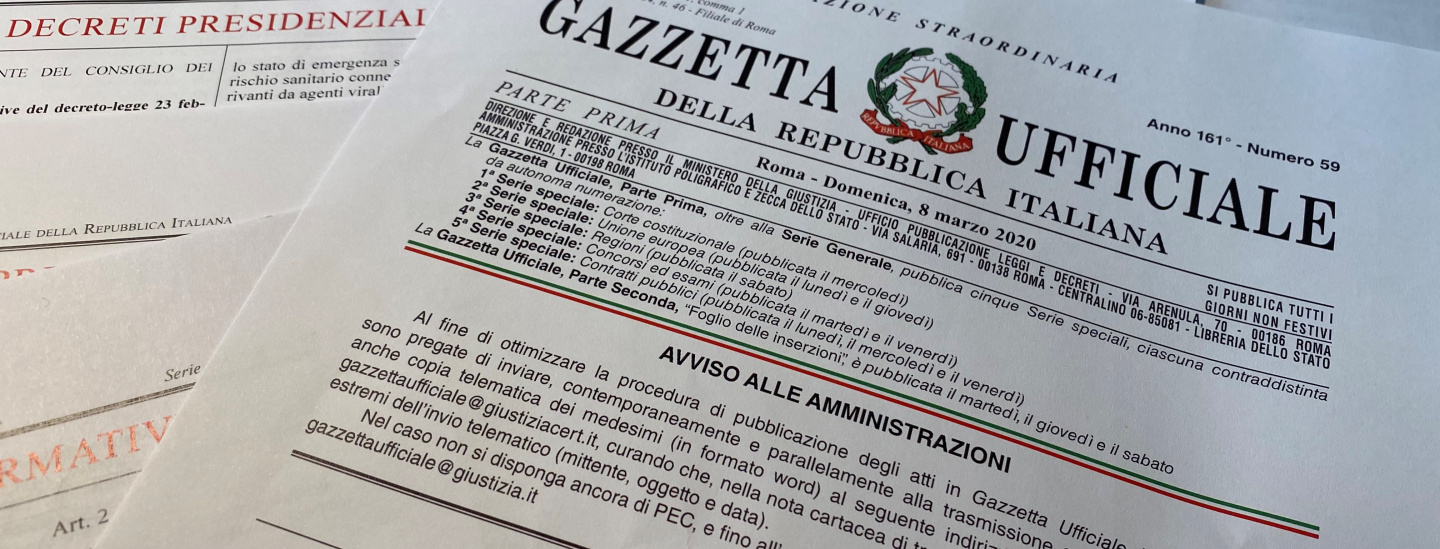 DECRETI PRESIDENZIAL
NTE DEL CONSIGLIO DEI
ive del decreto-legge 23 feb-
lo stato di emergenza s
rischio sanitario conne
rivanti da agenti viral
IALE DELLA REPUBBLICA ITALIANA
Serie
RMATIV
Art. 2
comma 1
n. 46 - Filiale di Roma
ZIONE STRAORDINARIA
GAZZETTA UFFICIALE
REPUBBLICA ITALIANA
DELLA REPUBBLICA ITALIANA
Anno 161° - Numero 59
PARTE PRIMA
Roma - Domenica, 8 marzo 2020
SI PUBBLICA TUTTI I
GIORNI NON FESTIVI
DIREZIONE E REDAZIONE PRESSO IL MINISTERO DELLA GIUSTIZIA - UFFICIO PUBBLICAZIONE LEGGI E DECRETI - VIA ARENULA, 70 - 00186 ROMA
AMMINISTRAZIONE PRESSO L'ISTITUTO POLIGRAFICO E ZECCA DELLO STATO - VIA SALARIA, 691 - 00138 ROMA - CENTRALINO 06-85081 - LIBRERIA DELLO STATO
PIAZZA G. VERDI, 1 - 00198 ROMA
La Gazzetta Ufficiale, Parte Prima, oltre alla Serie Generale, pubblica cinque Serie speciali, ciascuna contraddistinta
da autonoma numerazione:
1ª Serie speciale: Corte costituzionale (pubblicata il mercoledì)
2ª Serie speciale: Unione europea (pubblicata il lunedì e il giovedì)
3ª Serie speciale: Regioni (pubblicata il sabato)
4ª Serie speciale: Concorsi ed esami (pubblicata il martedì e il venerdì)
5ª Serie speciale: Contratti pubblici (pubblicata il lunedì, il mercoledì e il venerdì)
La Gazzetta Ufficiale, Parte Seconda, "Foglio delle inserzioni", è pubblicata il martedì, il giovedì e il sabato
AVVISO ALLE AMMINISTRAZIONI
Al fine di ottimizzare la procedura di pubblicazione degli atti in Gazzetta Ufficiale
sono pregate di inviare, contemporaneamente e parallelamente alla trasmissione
anche copia telematica dei medesimi (in formato word) al seguente indiriz
gazzettaufficiale@giustiziacert.it, curando che, nella nota cartacea di t
estremi dell'invio telematico (mittente, oggetto e data).
Nel caso non si disponga ancora di PEC, e fino all'
gazzettaufficiale@giustizia.it